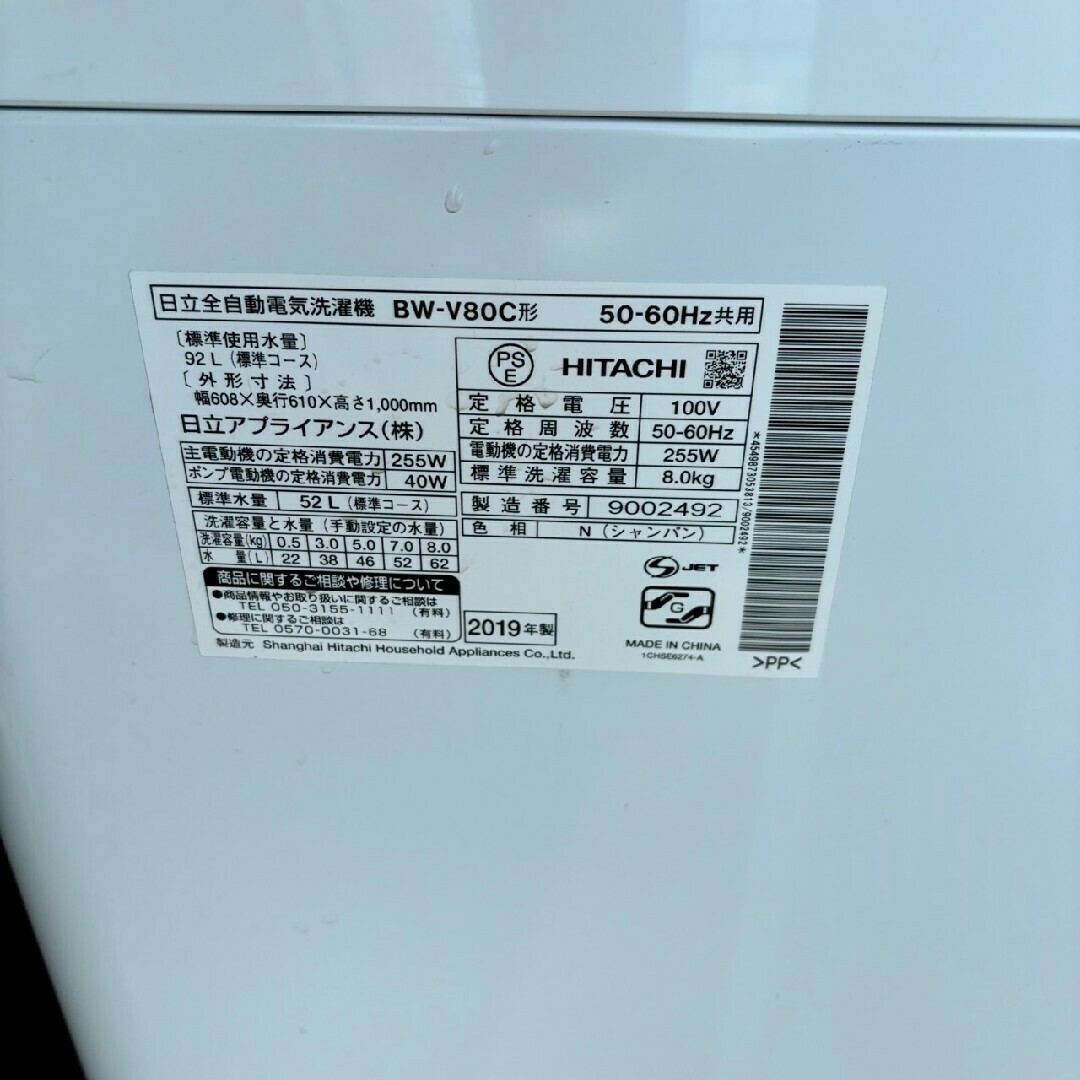 日立全自動電気洗濯機 BW-V80C形 50-60Hz共用
〔標準使用水量〕
92 L (標準コース)
〔外形寸法〕
幅608×奥行610×高さ1,000mm
日立アプライアンス(株)
主電動機の定格消費電力 255W
ポンプ電動機の定格消費電力 40W
標準水量 52 L (標準コース)
洗濯容量と水量 (手動設定の水量)
洗濯容量(kg) 0.5 3.0 5.0 7.0 8.0
水量(L) 22 38 46 52 62
商品に関するご相談や修理について
●商品情報やお取り扱いに関するご相談は
TEL 050-3155-1111 (有料)
●修理に関するご相談は
TEL 0570-0031-68 (有料)
製造元 Shanghai Hitachi Household Appliances Co.,Ltd.
PS
E
HITACHI
定格電圧 100V
定格周波数 50-60Hz
電動機の定格消費電力 255W
標準洗濯容量 8.0kg
製造番号 9002492
色相 N (シャンパン)
2019年製
S JET
G
MADE IN CHINA
1CHSE6274-A
*4549873053813/9002492*
>PP<